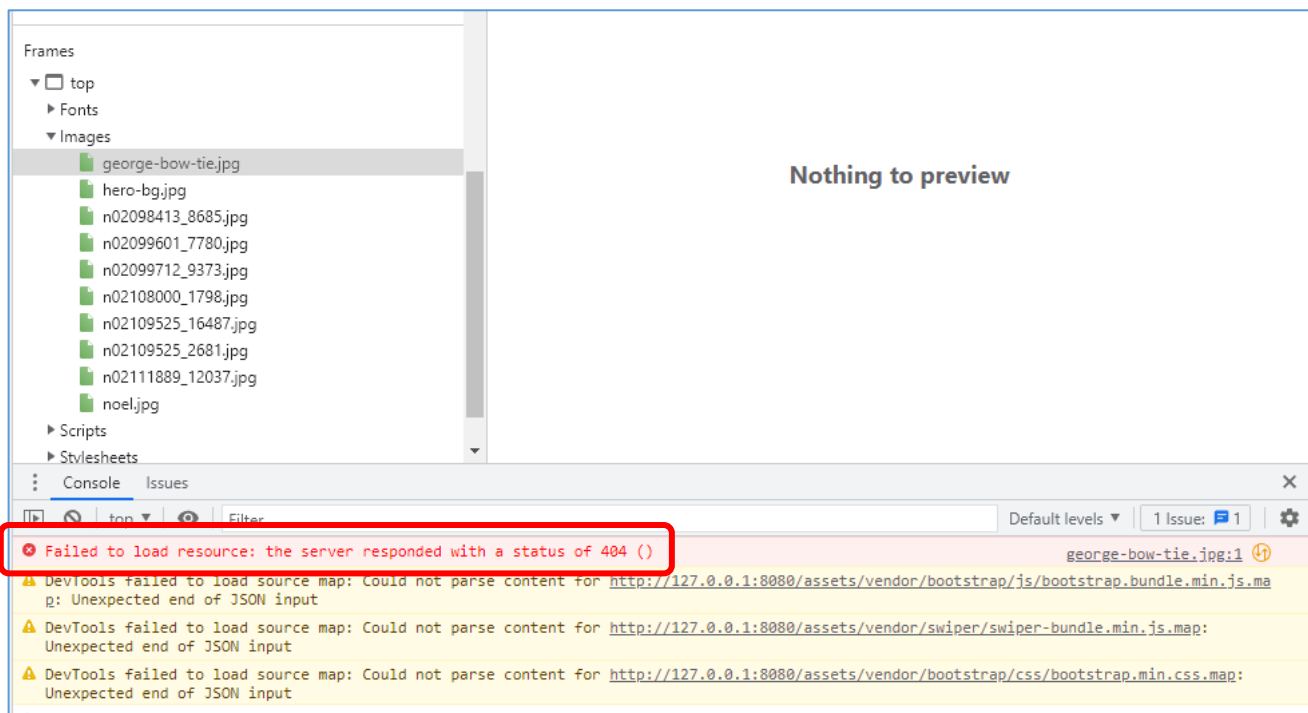 Frames
top
Fonts
Images
george-bow-tie.jpg
hero-bg.jpg
n02098413_8685.jpg
n02099601_7780.jpg
n02099712_9373.jpg
n02108000_1798.jpg
n02109525_16487.jpg
n02109525_2681.jpg
n02111889_12037.jpg
noel.jpg
Scripts
Stylesheets
Nothing to preview
Console Issues
top Filter Default levels 1 Issue: 1
Failed to load resource: the server responded with a status of 404 () george-bow-tie.jpg:1
DevTools failed to load source map: Could not parse content for http://127.0.0.1:8080/assets/vendor/bootstrap/js/bootstrap.bundle.min.js.ma
p: Unexpected end of JSON input
DevTools failed to load source map: Could not parse content for http://127.0.0.1:8080/assets/vendor/swiper/swiper-bundle.min.js.map:
Unexpected end of JSON input
DevTools failed to load source map: Could not parse content for http://127.0.0.1:8080/assets/vendor/bootstrap/css/bootstrap.min.css.map:
Unexpected end of JSON input